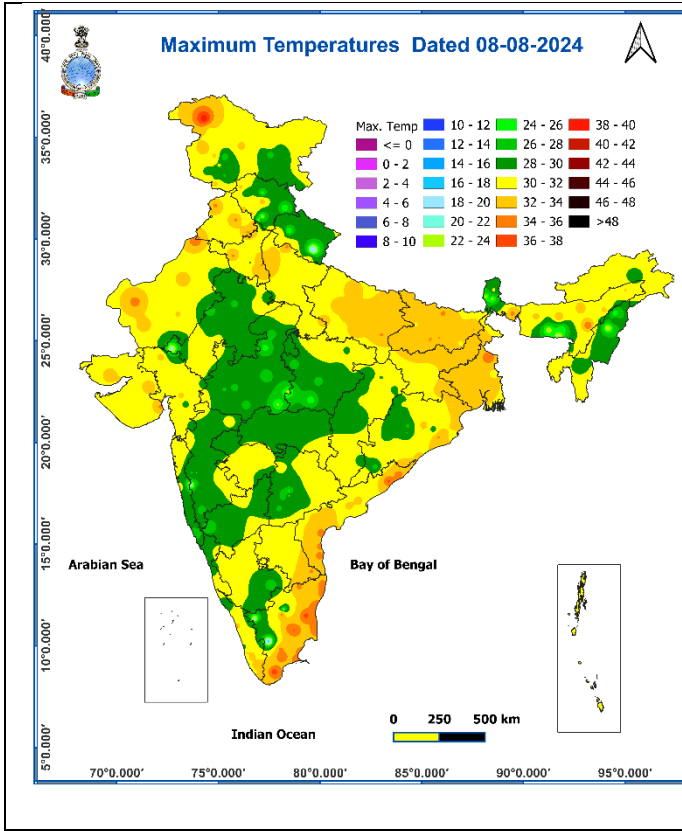 Maximum Temperatures Dated 08-08-2024
Max. Temp
<= 0
0 - 2
2 - 4
4 - 6
6 - 8
8 - 10
10 - 12
12 - 14
14 - 16
16 - 18
18 - 20
20 - 22
22 - 24
24 - 26
26 - 28
28 - 30
30 - 32
32 - 34
34 - 36
36 - 38
38 - 40
40 - 42
42 - 44
44 - 46
46 - 48
>48
40°0.000'
35°0.000'
30°0.000'
25°0.000'
20°0.000'
15°0.000'
10°0.000'
5°0.000'
Arabian Sea
Bay of Bengal
Indian Ocean
0 250 500 km
70°0.000' 75°0.000' 80°0.000' 85°0.000' 90°0.000' 95°0.000'